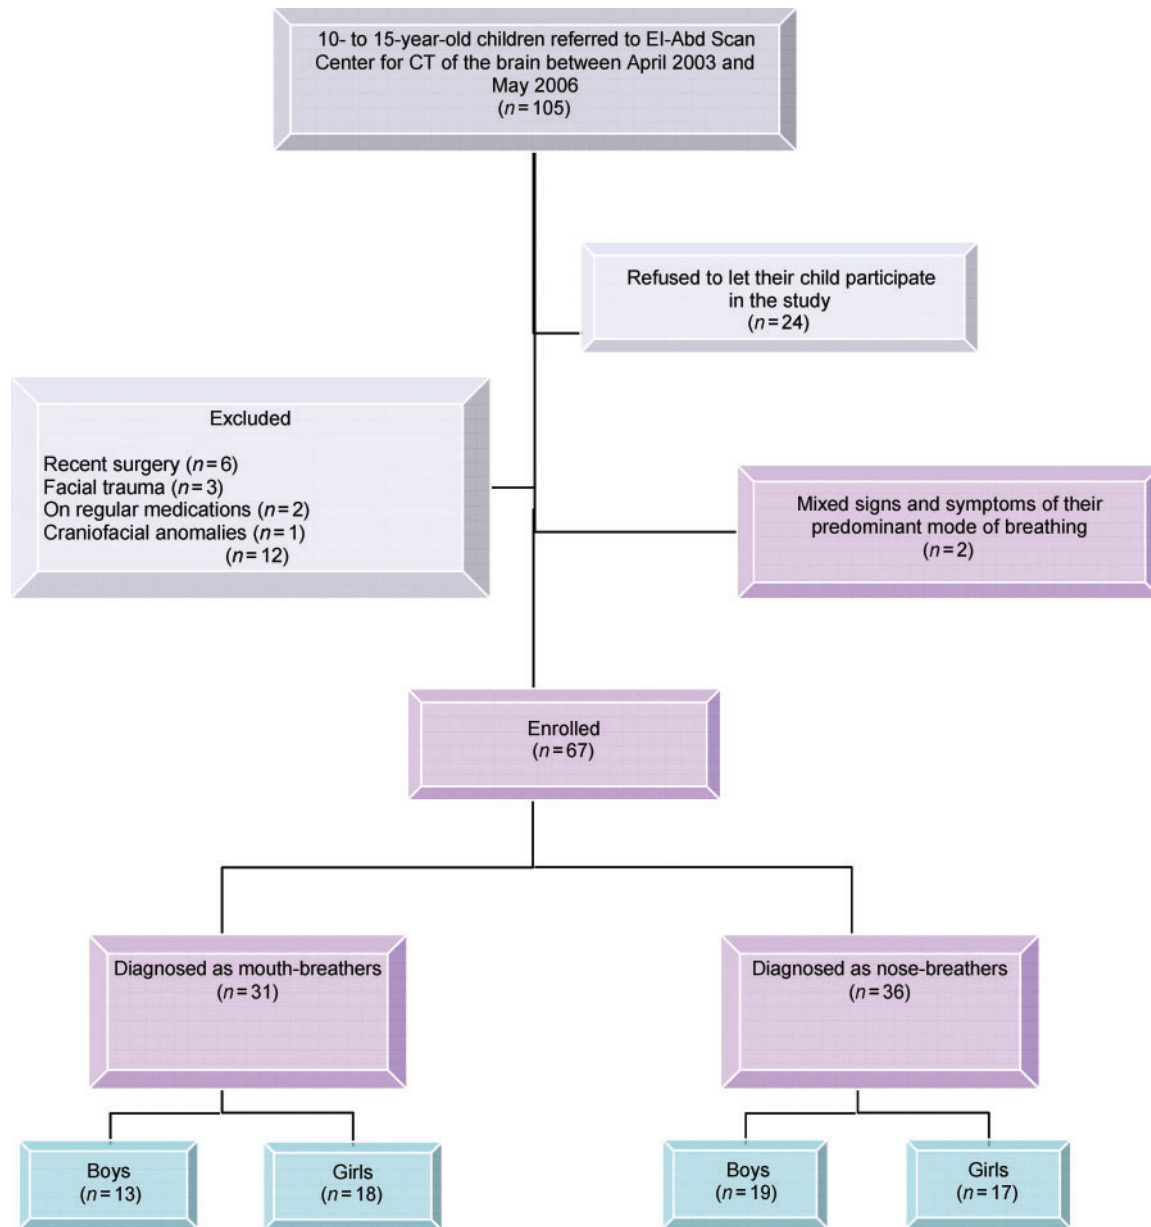 10- to 15-year-old children referred to El-Abd Scan
Center for CT of the brain between April 2003 and
May 2006
(n=105)
Refused to let their child participate
in the study
(n=24)
Excluded
Recent surgery (n=6)
Facial trauma (n=3)
On regular medications (n=2)
Craniofacial anomalies (n=1)
(n=12)
Mixed signs and symptoms of their
predominant mode of breathing
(n=2)
Enrolled
(n=67)
Diagnosed as mouth-breathers
(n=31)
Diagnosed as nose-breathers
(n=36)
Boys
(n=13)
Girls
(n=18)
Boys
(n=19)
Girls
(n=17)